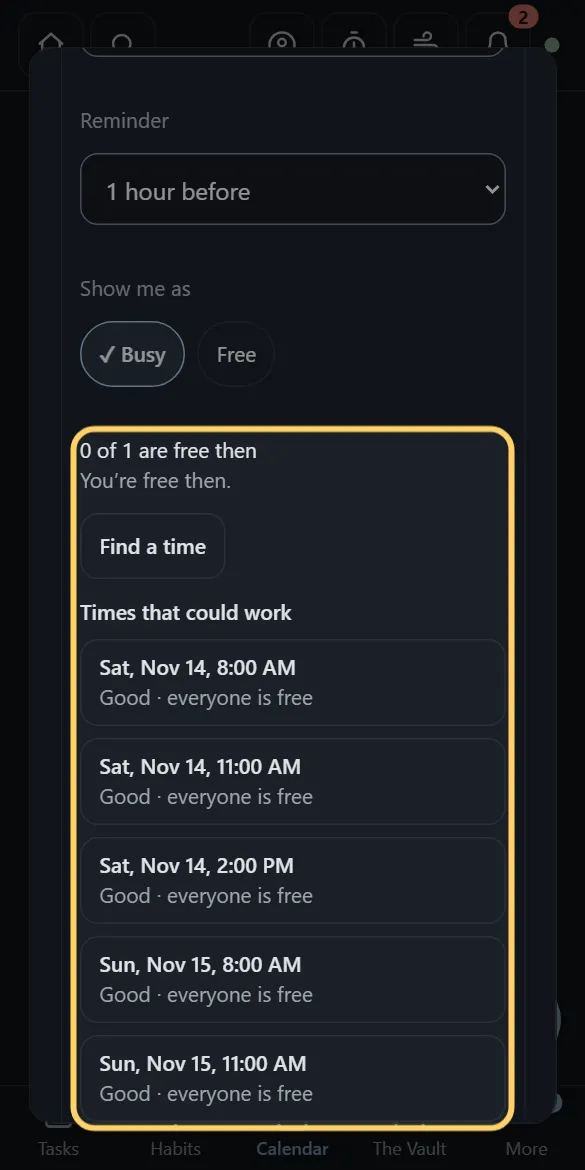 2
Reminder
1 hour before
Show me as
✓ Busy
Free
0 of 1 are free then
You’re free then.
Find a time
Times that could work
Sat, Nov 14, 8:00 AM
Good · everyone is free
Sat, Nov 14, 11:00 AM
Good · everyone is free
Sat, Nov 14, 2:00 PM
Good · everyone is free
Sun, Nov 15, 8:00 AM
Good · everyone is free
Sun, Nov 15, 11:00 AM
Good · everyone is free
Tasks
Habits
Calendar
The Vault
More